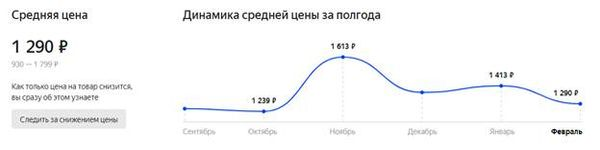 Средняя цена
1 290 ₽
930 — 1 799 ₽
Как только цена на товар снизится,
вы сразу об этом узнаете
Следить за снижением цены
Динамика средней цены за полгода
1 613 ₽
1 413 ₽
1 239 ₽
1 290 ₽
Сентябрь Октябрь Ноябрь Декабрь Январь Февраль